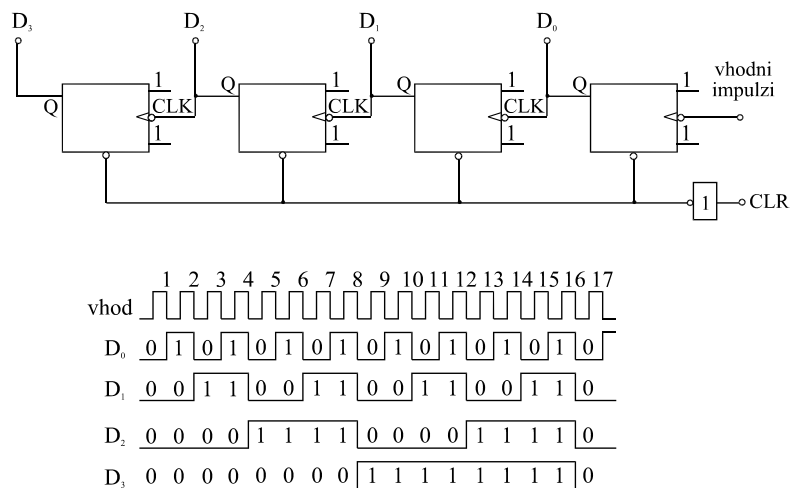 D₃ D₂ D₁ D₀
Q 1 CLK 1
Q 1 CLK 1
Q 1 CLK 1
Q 1 1
vhodni
impulzi
1 CLR
1 2 3 4 5 6 7 8 9 10 11 12 13 14 15 16 17
vhod
D₀ 0 1 0 1 0 1 0 1 0 1 0 1 0 1 0 1 0
D₁ 0 0 1 1 0 0 1 1 0 0 1 1 0 0 1 1 0
D₂ 0 0 0 0 1 1 1 1 0 0 0 0 1 1 1 1 0
D₃ 0 0 0 0 0 0 0 0 1 1 1 1 1 1 1 1 0